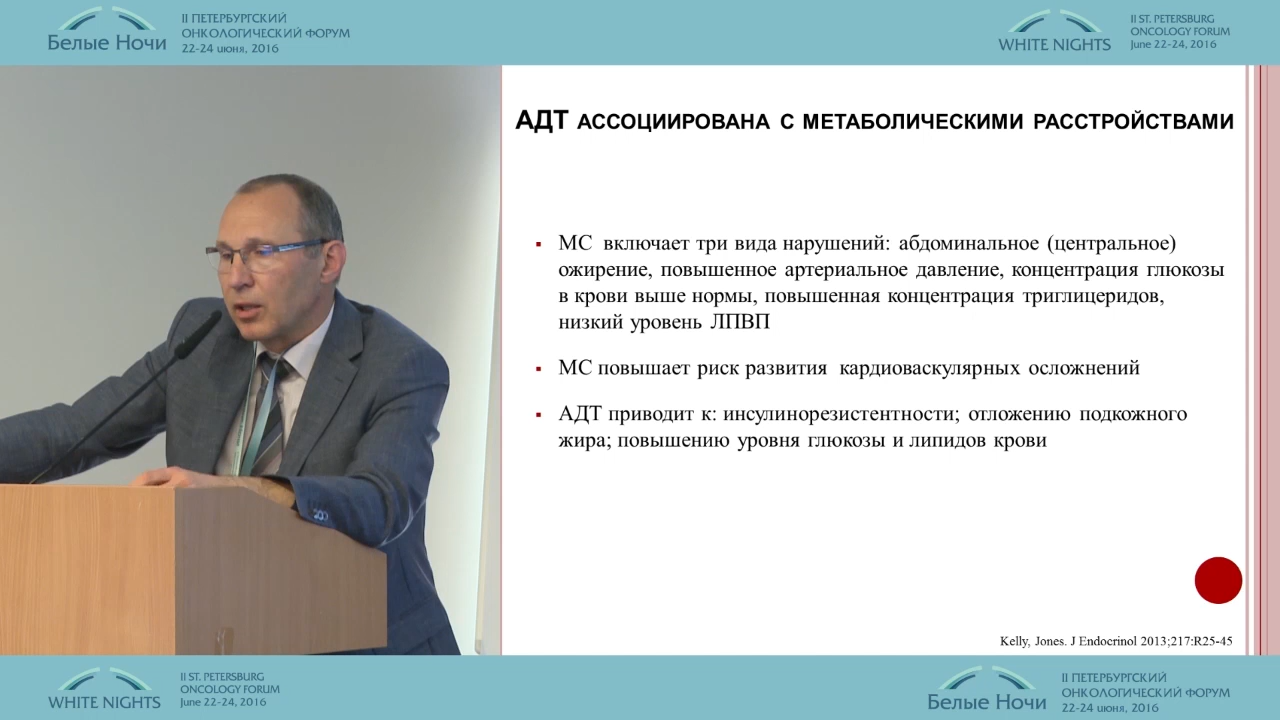 Белые Ночи
II ПЕТЕРБУРГСКИЙ
ОНКОЛОГИЧЕСКИЙ ФОРУМ
22-24 июня, 2016
WHITE NIGHTS
II ST. PETERSBURG
ONCOLOGY FORUM
June 22-24, 2016
АДТ АССОЦИИРОВАНА С МЕТАБОЛИЧЕСКИМИ РАССТРОЙСТВАМИ
МС включает три вида нарушений: абдоминальное (центральное)
ожирение, повышенное артериальное давление, концентрация глюкозы
в крови выше нормы, повышенная концентрация триглицеридов,
низкий уровень ЛПВП
МС повышает риск развития кардиоваскулярных осложнений
АДТ приводит к: инсулинорезистентности; отложению подкожного
жира; повышению уровня глюкозы и липидов крови
Kelly, Jones. J Endocrinol 2013;217:R25-45
WHITE NIGHTS
II ST. PETERSBURG
ONCOLOGY FORUM
June 22-24, 2016
Белые Ночи
II ПЕТЕРБУРГСКИЙ
ОНКОЛОГИЧЕСКИЙ ФОРУМ
22-24 июня, 2016